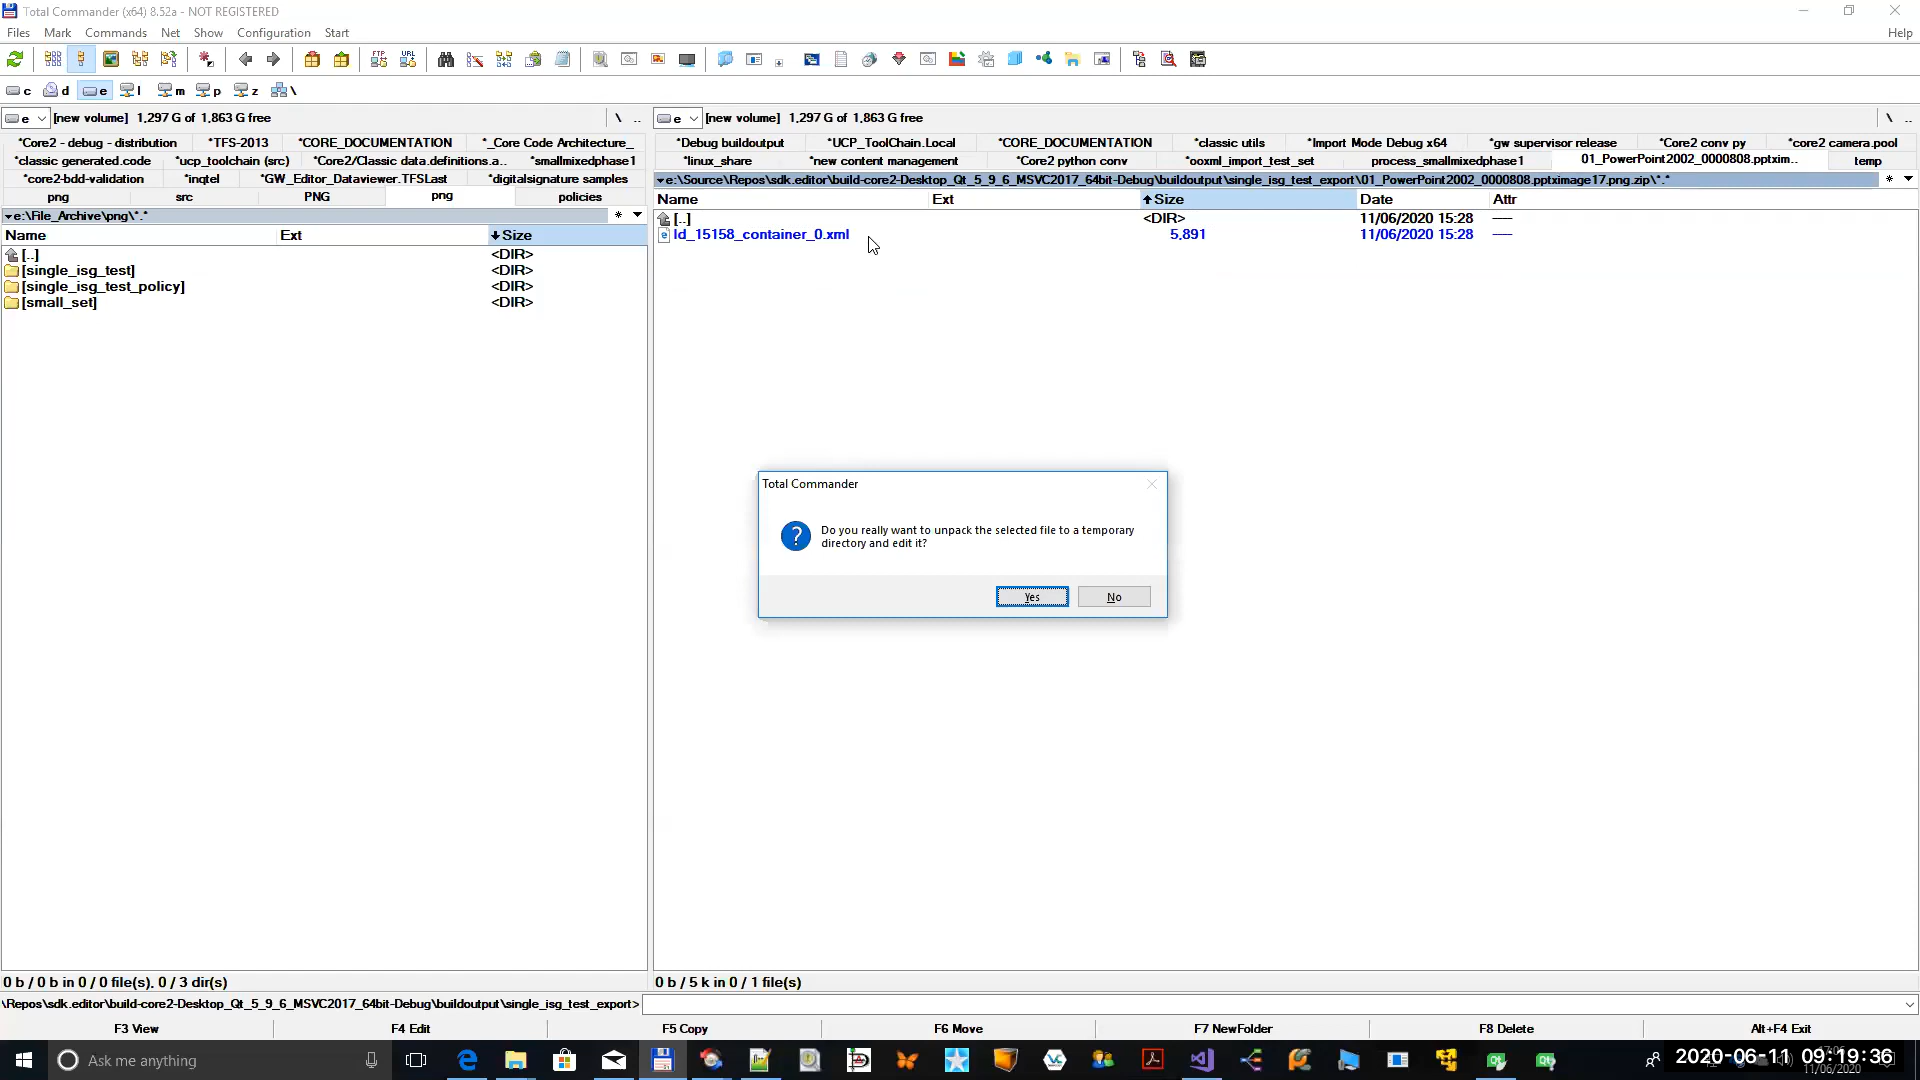 Total Commander (x64) 8.52a - NOT REGISTERED
Files Mark Commands Net Show Configuration Start Help
FTP URL
c d e l m p z \
e [new volume] 1,297 G of 1,863 G free \ ..
*Core2 - debug - distribution *TFS-2013 *CORE_DOCUMENTATION *_Core Code Architecture_
*classic generated.code *ucp_toolchain (src) *Core2/Classic data.definitions.a.. *smallmixedphase1
*core2-bdd-validation *inqtel *GW_Editor_Dataviewer.TFSLast *digitalsignature samples
png src PNG png policies
e:\File_Archive\png\*.* *
Name Ext Size
[..] <DIR>
[single_isg_test] <DIR>
[single_isg_test_policy] <DIR>
[small_set] <DIR>
0 b / 0 b in 0 / 0 file(s), 0 / 3 dir(s)
e [new volume] 1,297 G of 1,863 G free \ ..
*Debug buildoutput *UCP_ToolChain.Local *CORE_DOCUMENTATION *classic utils *Import Mode Debug x64 *gw supervisor release *Core2 conv py *core2 camera.pool
*linux_share *new content management *Core2 python conv *ooxml_import_test_set process_smallmixedphase1 01_PowerPoint2002_0000808.pptxim.. temp
e:\Source\Repos\sdk.editor\build-core2-Desktop_Qt_5_9_6_MSVC2017_64bit-Debug\buildoutput\single_isg_test_export\01_PowerPoint2002_0000808.pptximage17.png.zip\*.* *
Name Ext Size Date Attr
[..] <DIR> 11/06/2020 15:28 ----
Id_15158_container_0.xml 5,891 11/06/2020 15:28 ----
Total Commander
Do you really want to unpack the selected file to a temporary
directory and edit it?
Yes No
0 b / 5 k in 0 / 1 file(s)
\Repos\sdk.editor\build-core2-Desktop_Qt_5_9_6_MSVC2017_64bit-Debug\buildoutput\single_isg_test_export>
F3 View F4 Edit F5 Copy F6 Move F7 NewFolder F8 Delete Alt+F4 Exit
Ask me anything
2020-06-11 09:19:36
11/06/2020